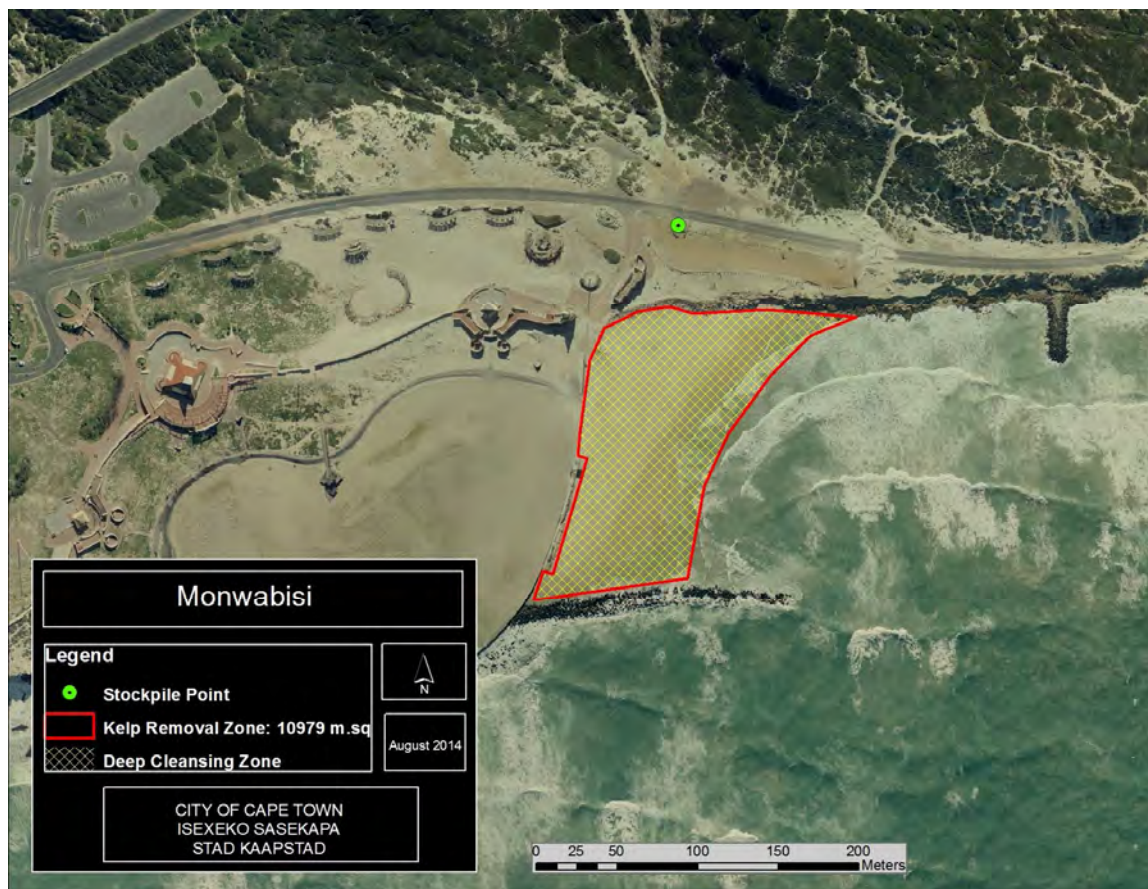 Monwabisi
Legend
Stockpile Point
Kelp Removal Zone: 10979 m.sq
Deep Cleansing Zone
N
August 2014
CITY OF CAPE TOWN
ISEXEKO SASEKAPA
STAD KAAPSTAD
0 25 50 100 150 200
Meters